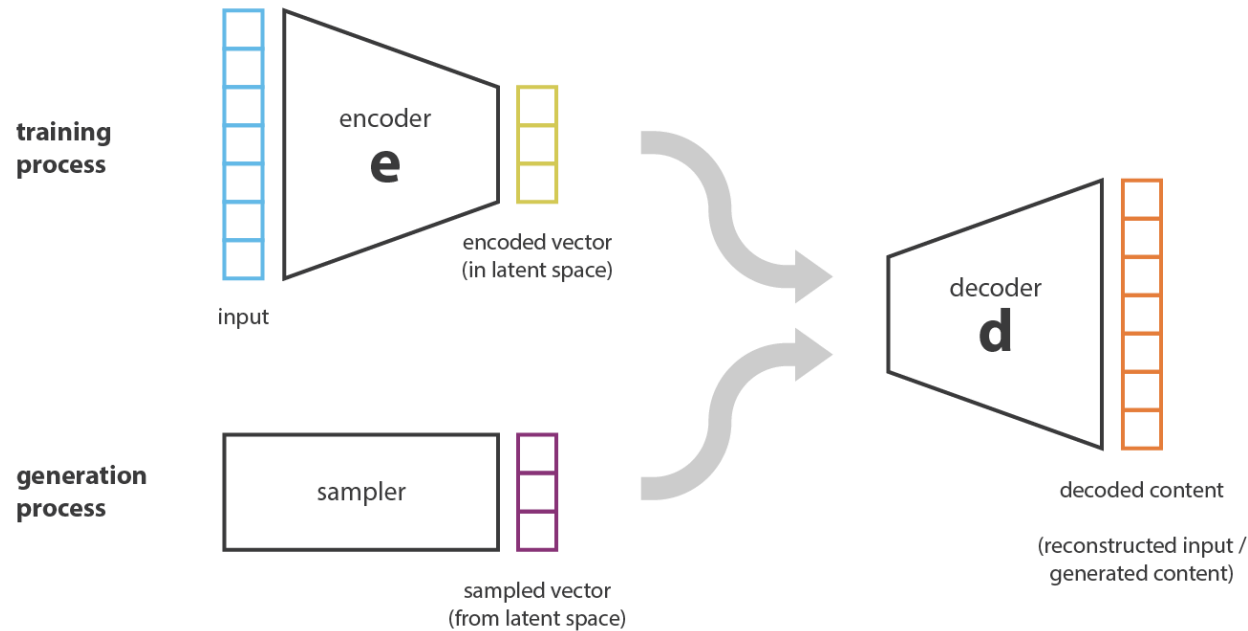 training
process
encoder
e
encoded vector
(in latent space)
input
decoder
d
generation
process
sampler
sampled vector
(from latent space)
decoded content
(reconstructed input /
generated content)